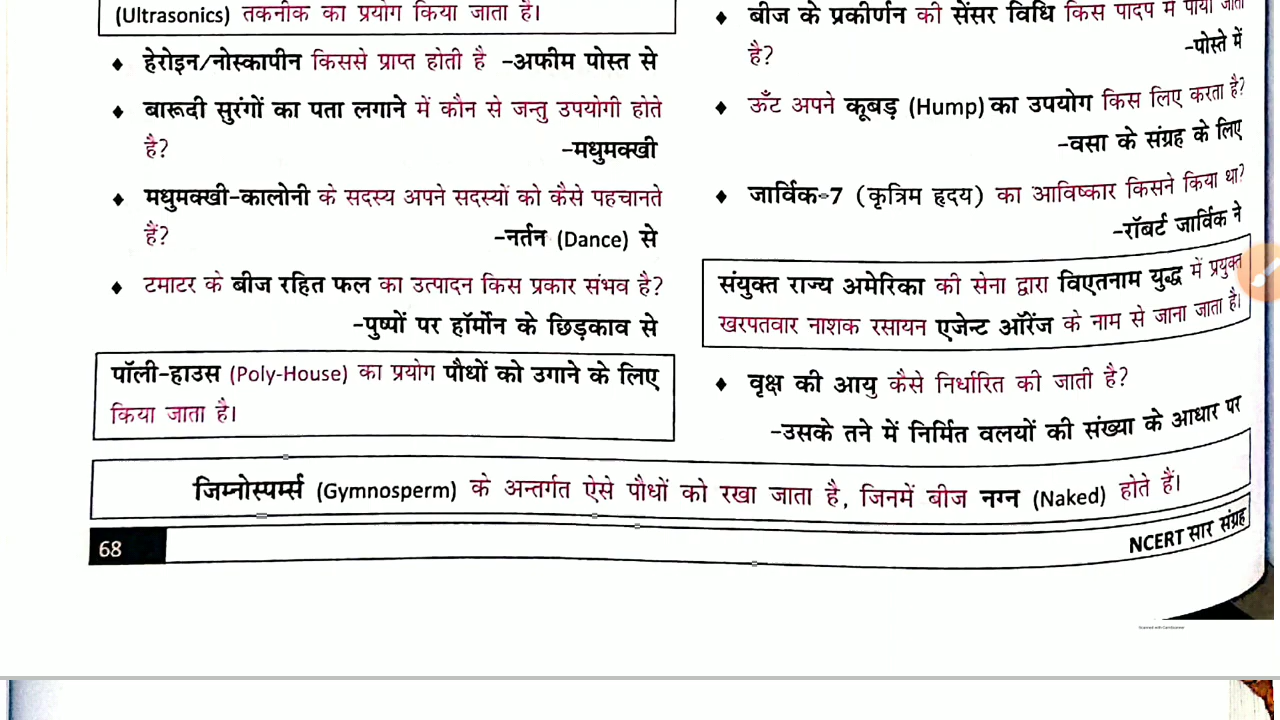 (Ultrasonics) तकनीक का प्रयोग किया जाता है।
♦ हेरोइन/नोस्कापीन किससे प्राप्त होती है -अफीम पोस्त से
♦ बारूदी सुरंगों का पता लगाने में कौन से जन्तु उपयोगी होते
है? -मधुमक्खी
♦ मधुमक्खी-कालोनी के सदस्य अपने सदस्यों को कैसे पहचानते
हैं? -नर्तन (Dance) से
♦ टमाटर के बीज रहित फल का उत्पादन किस प्रकार संभव है?
-पुष्पों पर हॉर्मोन के छिड़काव से
पॉली-हाउस (Poly-House) का प्रयोग पौधों को उगाने के लिए
किया जाता है।
♦ बीज के प्रकीर्णन की सेंसर विधि किस पादप में पायी जाती
है? -पोस्ते में
♦ ऊँट अपने कूबड़ (Hump) का उपयोग किस लिए करता है?
-वसा के संग्रह के लिए
♦ जार्विक-7 (कृत्रिम हृदय) का आविष्कार किसने किया था?
-रॉबर्ट जार्विक ने
संयुक्त राज्य अमेरिका की सेना द्वारा विएतनाम युद्ध में प्रयुक्त
खरपतवार नाशक रसायन एजेन्ट ऑरेंज के नाम से जाना जाता है।
♦ वृक्ष की आयु कैसे निर्धारित की जाती है?
-उसके तने में निर्मित वलयों की संख्या के आधार पर
जिम्नोस्पर्म्स (Gymnosperm) के अन्तर्गत ऐसे पौधों को रखा जाता है, जिनमें बीज नग्न (Naked) होते हैं।
68 NCERT सार संग्रह
Scanned with CamScanner